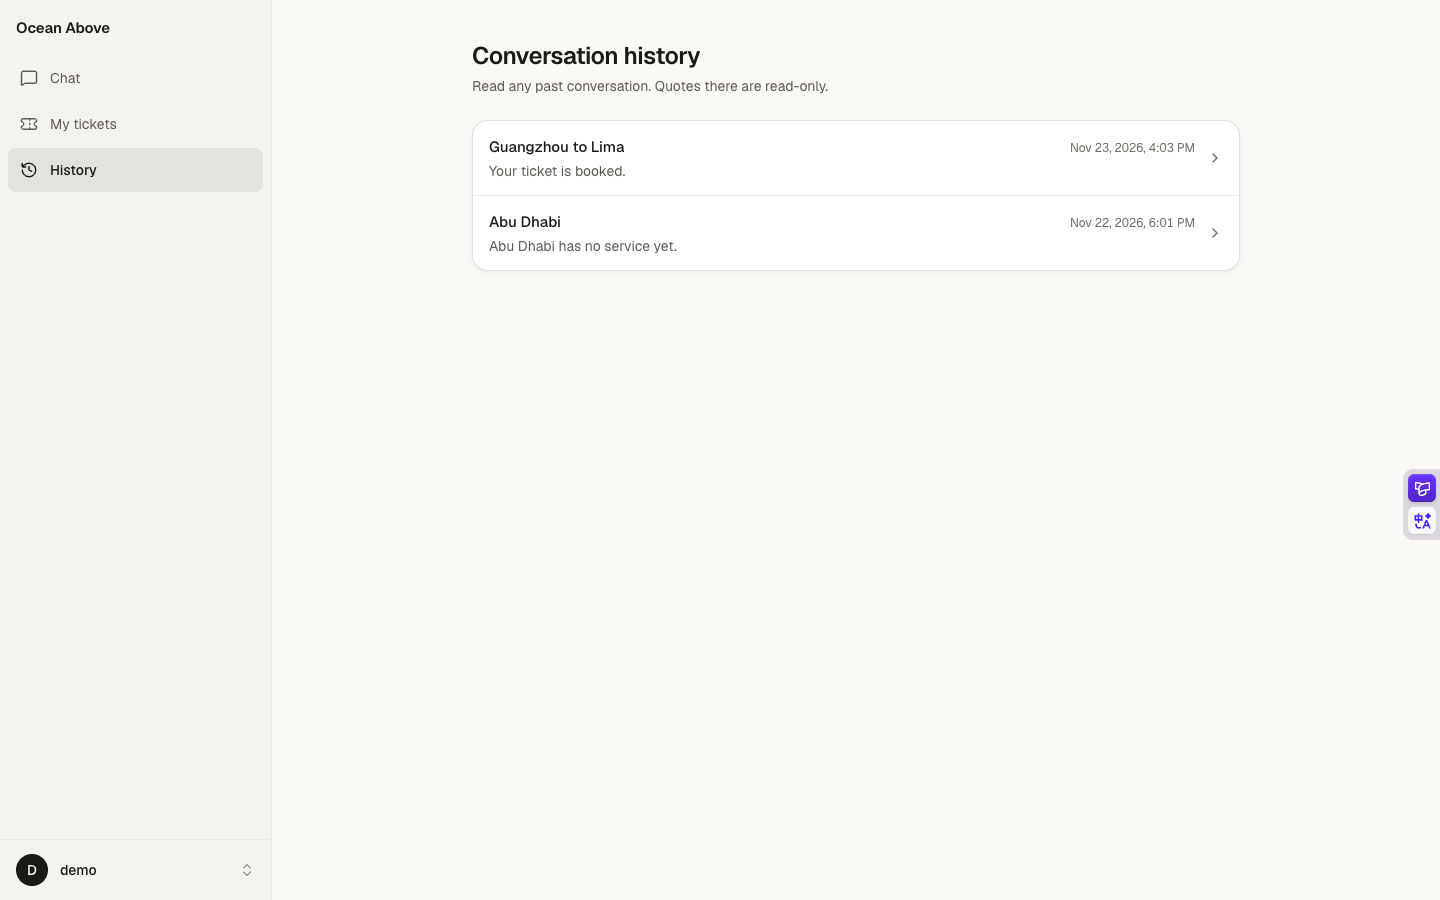 Ocean Above
Chat
My tickets
History
Conversation history
Read any past conversation. Quotes there are read-only.
Guangzhou to Lima
Nov 23, 2026, 4:03 PM
Your ticket is booked.
Abu Dhabi
Nov 22, 2026, 6:01 PM
Abu Dhabi has no service yet.
中A
D
demo